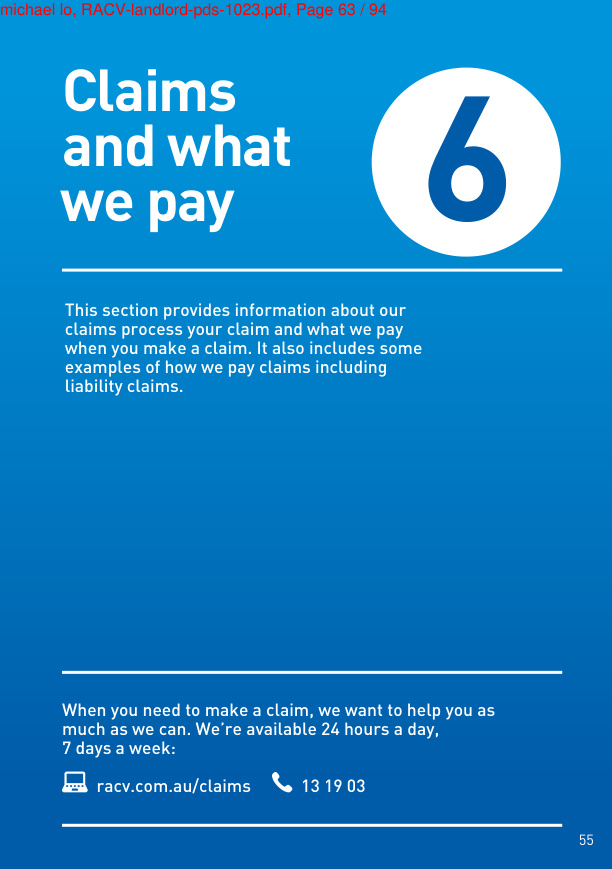 michael lo, RACV-landlord-pds-1023.pdf, Page 63 / 94
Claims
and what
we pay
6
This section provides information about our
claims process your claim and what we pay
when you make a claim. It also includes some
examples of how we pay claims including
liability claims.
When you need to make a claim, we want to help you as
much as we can. We’re available 24 hours a day,
7 days a week:
racv.com.au/claims 13 19 03
55